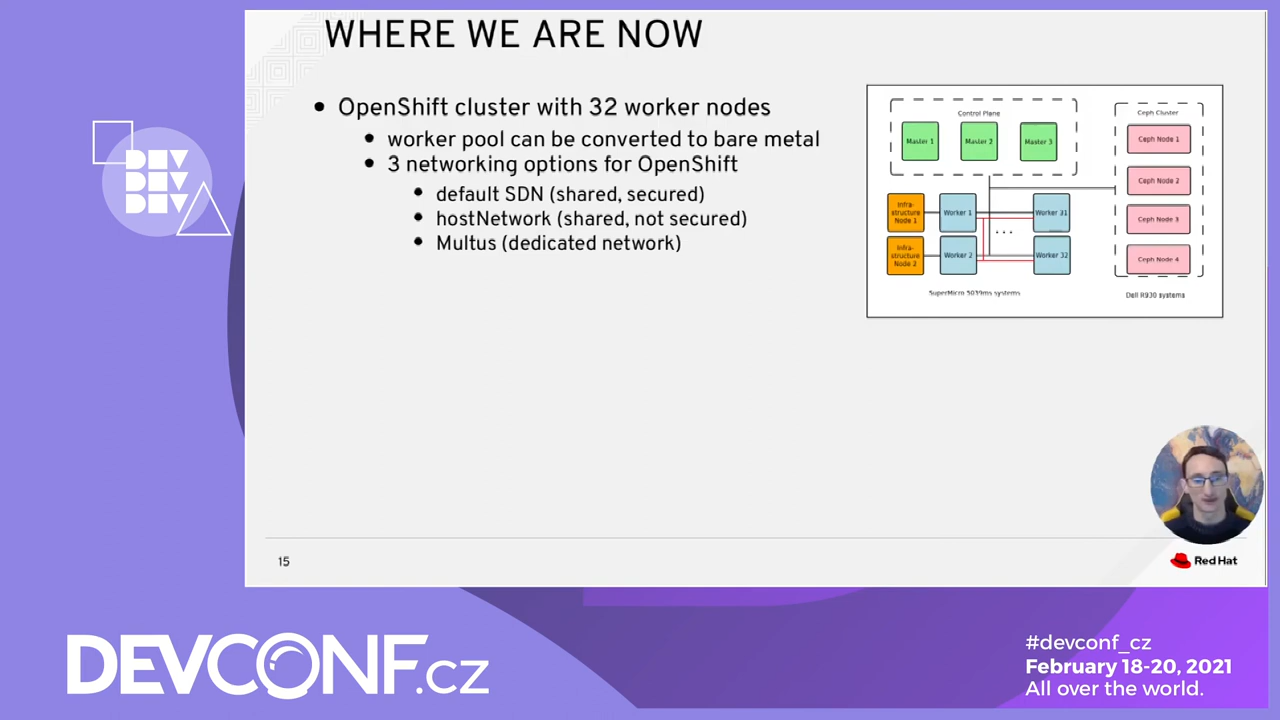 WHERE WE ARE NOW
OpenShift cluster with 32 worker nodes
worker pool can be converted to bare metal
3 networking options for OpenShift
default SDN (shared, secured)
hostNetwork (shared, not secured)
Multus (dedicated network)
Control Plane
Master 1
Master 2
Master 3
Infra-
structure
Node 1
Worker 1
Worker 31
Infra-
structure
Node 2
Worker 2
. . .
Worker 32
SuperMicro 5039ms systems
Ceph Cluster
Ceph Node 1
Ceph Node 2
Ceph Node 3
Ceph Node 4
Dell R930 systems
DEV
DEV
DEV
15
Red Hat
DEVCONF.cz
#devconf_cz
February 18-20, 2021
All over the world.